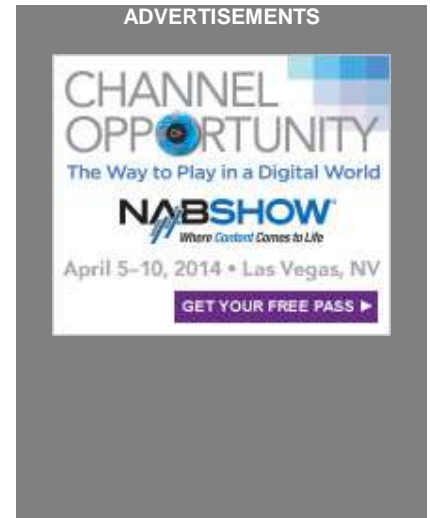 ADVERTISEMENTS
CHANNEL
OPPORTUNITY
The Way to Play in a Digital World
NABSHOW
Where Content Comes to Life
April 5–10, 2014 • Las Vegas, NV
GET YOUR FREE PASS ►